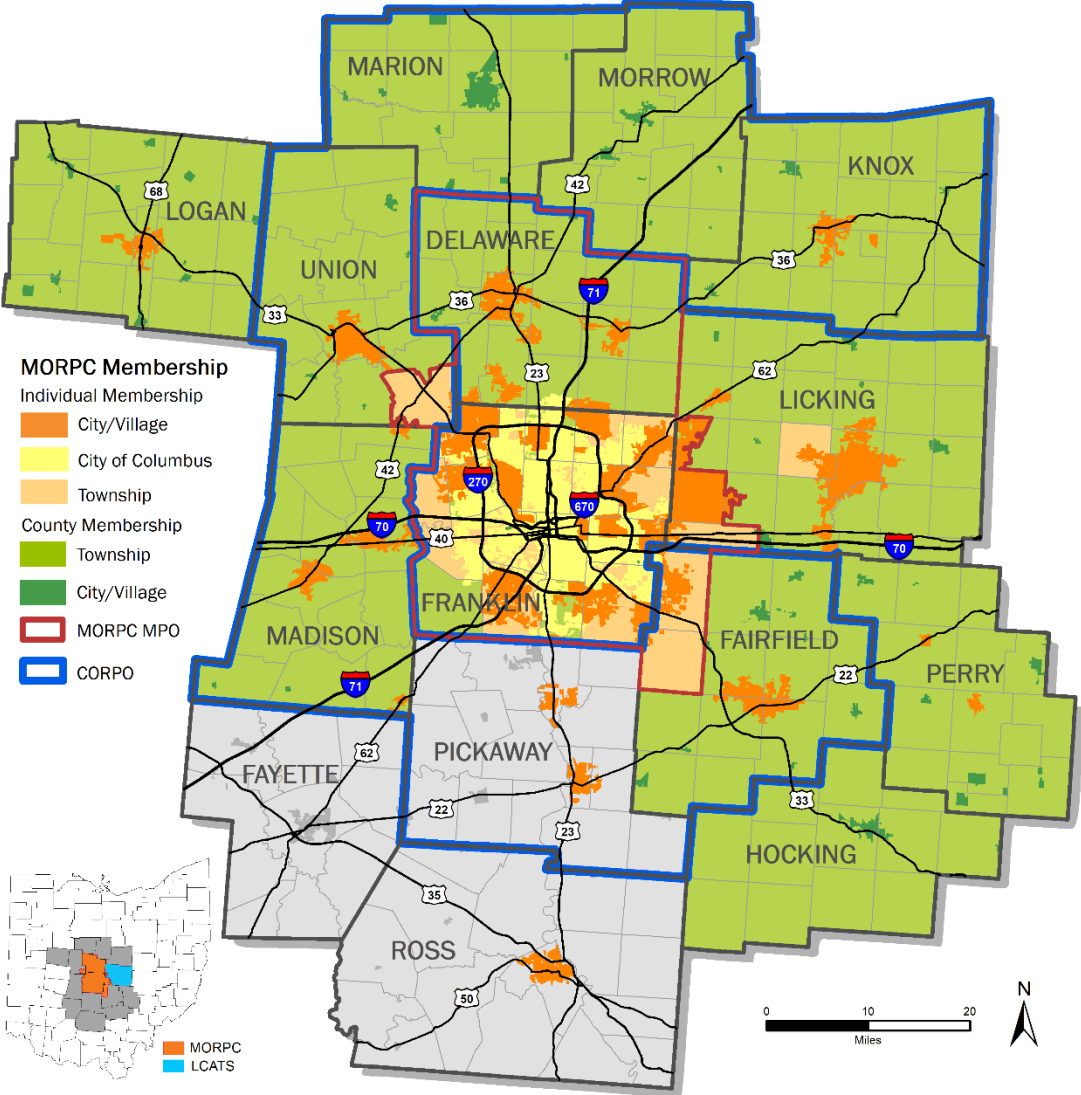 MARION
MORROW
KNOX
68
LOGAN
42
DELAWARE
UNION
36
71
36
33
23
62
LICKING
42
270
670
70
40
70
FRANKLIN
MADISON
FAIRFIELD
22
PERRY
71
62
PICKAWAY
FAYETTE
22
33
23
HOCKING
35
ROSS
50
MORPC Membership
Individual Membership
City/Village
City of Columbus
Township
County Membership
Township
City/Village
MORPC MPO
CORPO
MORPC
LCATS
N
0 10 20
Miles